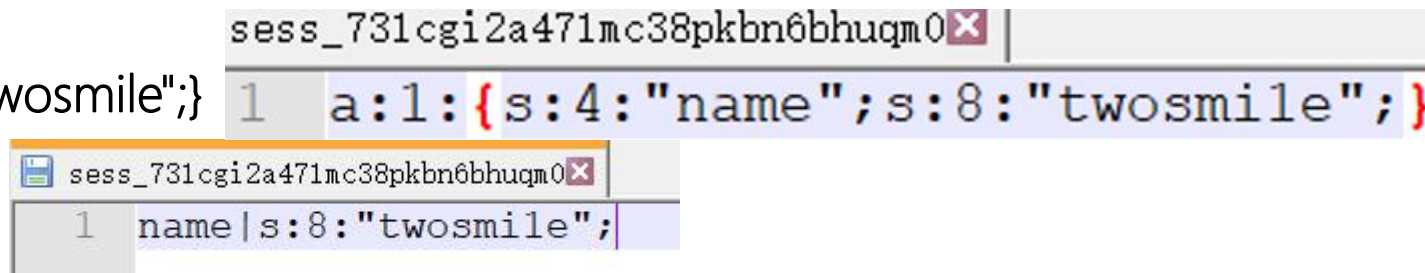 sess_731cgi2a471mc38pkbn6bhuqm0
wosmile";}
1 a:1:{s:4:"name";s:8:"twosmile";}
sess_731cgi2a471mc38pkbn6bhuqm0
1 name|s:8:"twosmile";